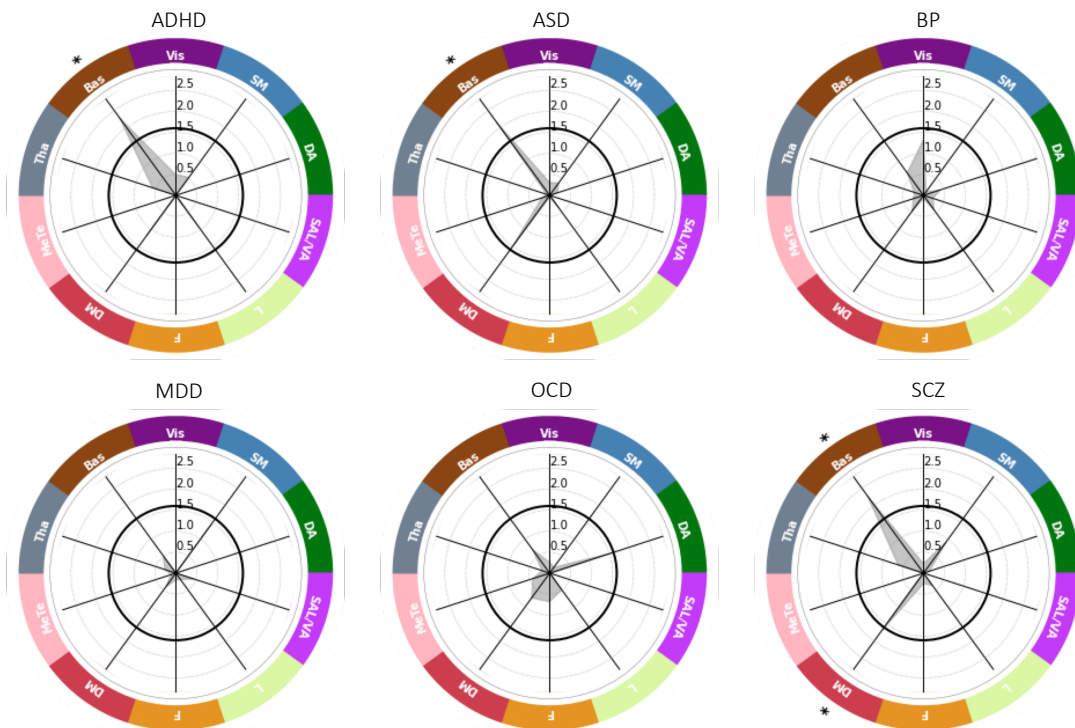 ADHD
*
Vis
SM
DA
SAL/VA
L
F
DM
MeTe
Tha
Bas
2.5
2.0
1.5
1.0
0.5
ASD
*
Vis
SM
DA
SAL/VA
L
F
DM
MeTe
Tha
Bas
2.5
2.0
1.5
1.0
0.5
BP
Vis
SM
DA
SAL/VA
L
F
DM
MeTe
Tha
Bas
2.5
2.0
1.5
1.0
0.5
MDD
Vis
SM
DA
SAL/VA
L
F
DM
MeTe
Tha
Bas
2.5
2.0
1.5
1.0
0.5
OCD
Vis
SM
DA
SAL/VA
L
F
DM
MeTe
Tha
Bas
2.5
2.0
1.5
1.0
0.5
SCZ
*
Vis
SM
DA
SAL/VA
L
F
DM
*
MeTe
Tha
Bas
2.5
2.0
1.5
1.0
0.5